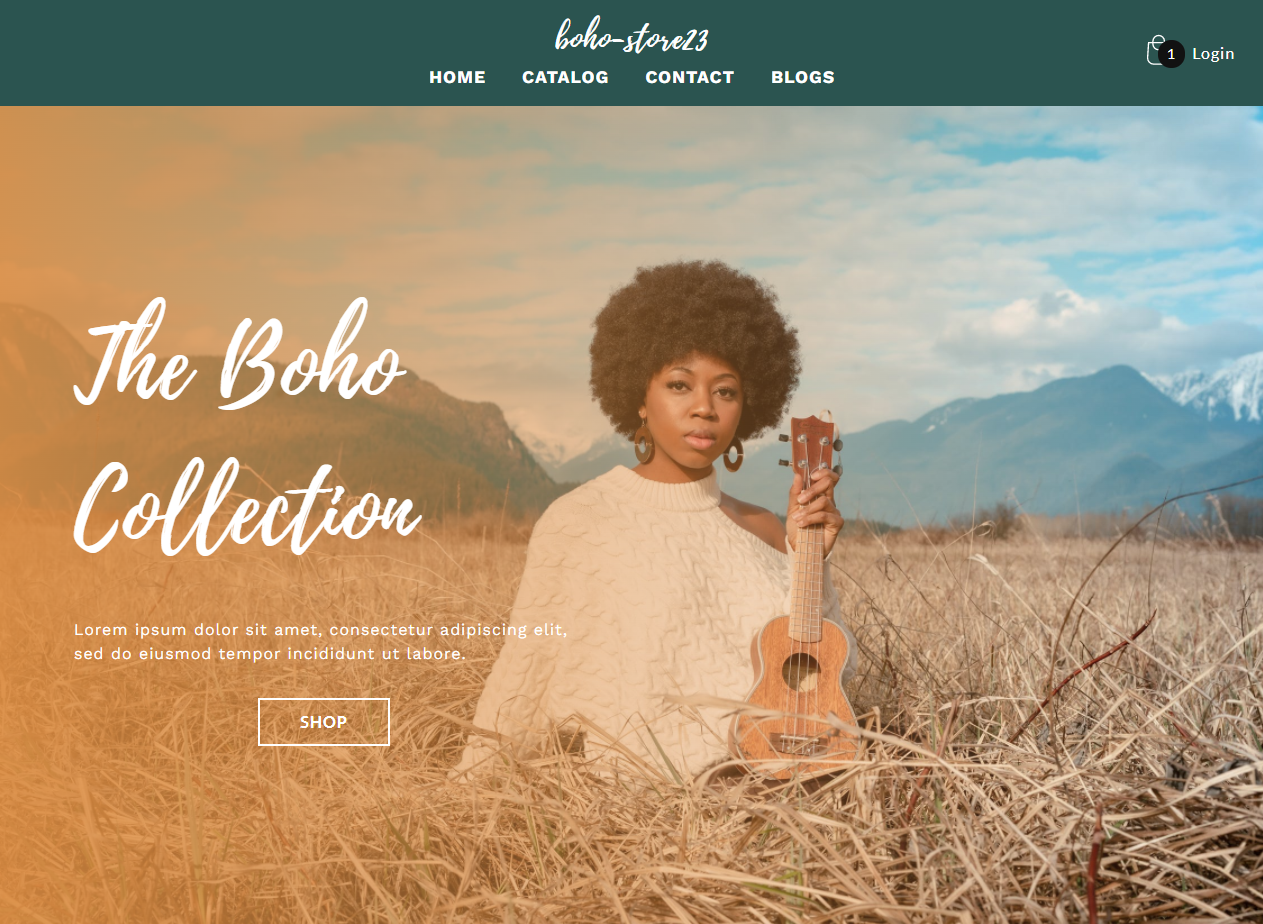 boho-store23
HOME CATALOG CONTACT BLOGS
1 Login
The Boho
Collection
Lorem ipsum dolor sit amet, consectetur adipiscing elit,
sed do eiusmod tempor incididunt ut labore.
SHOP